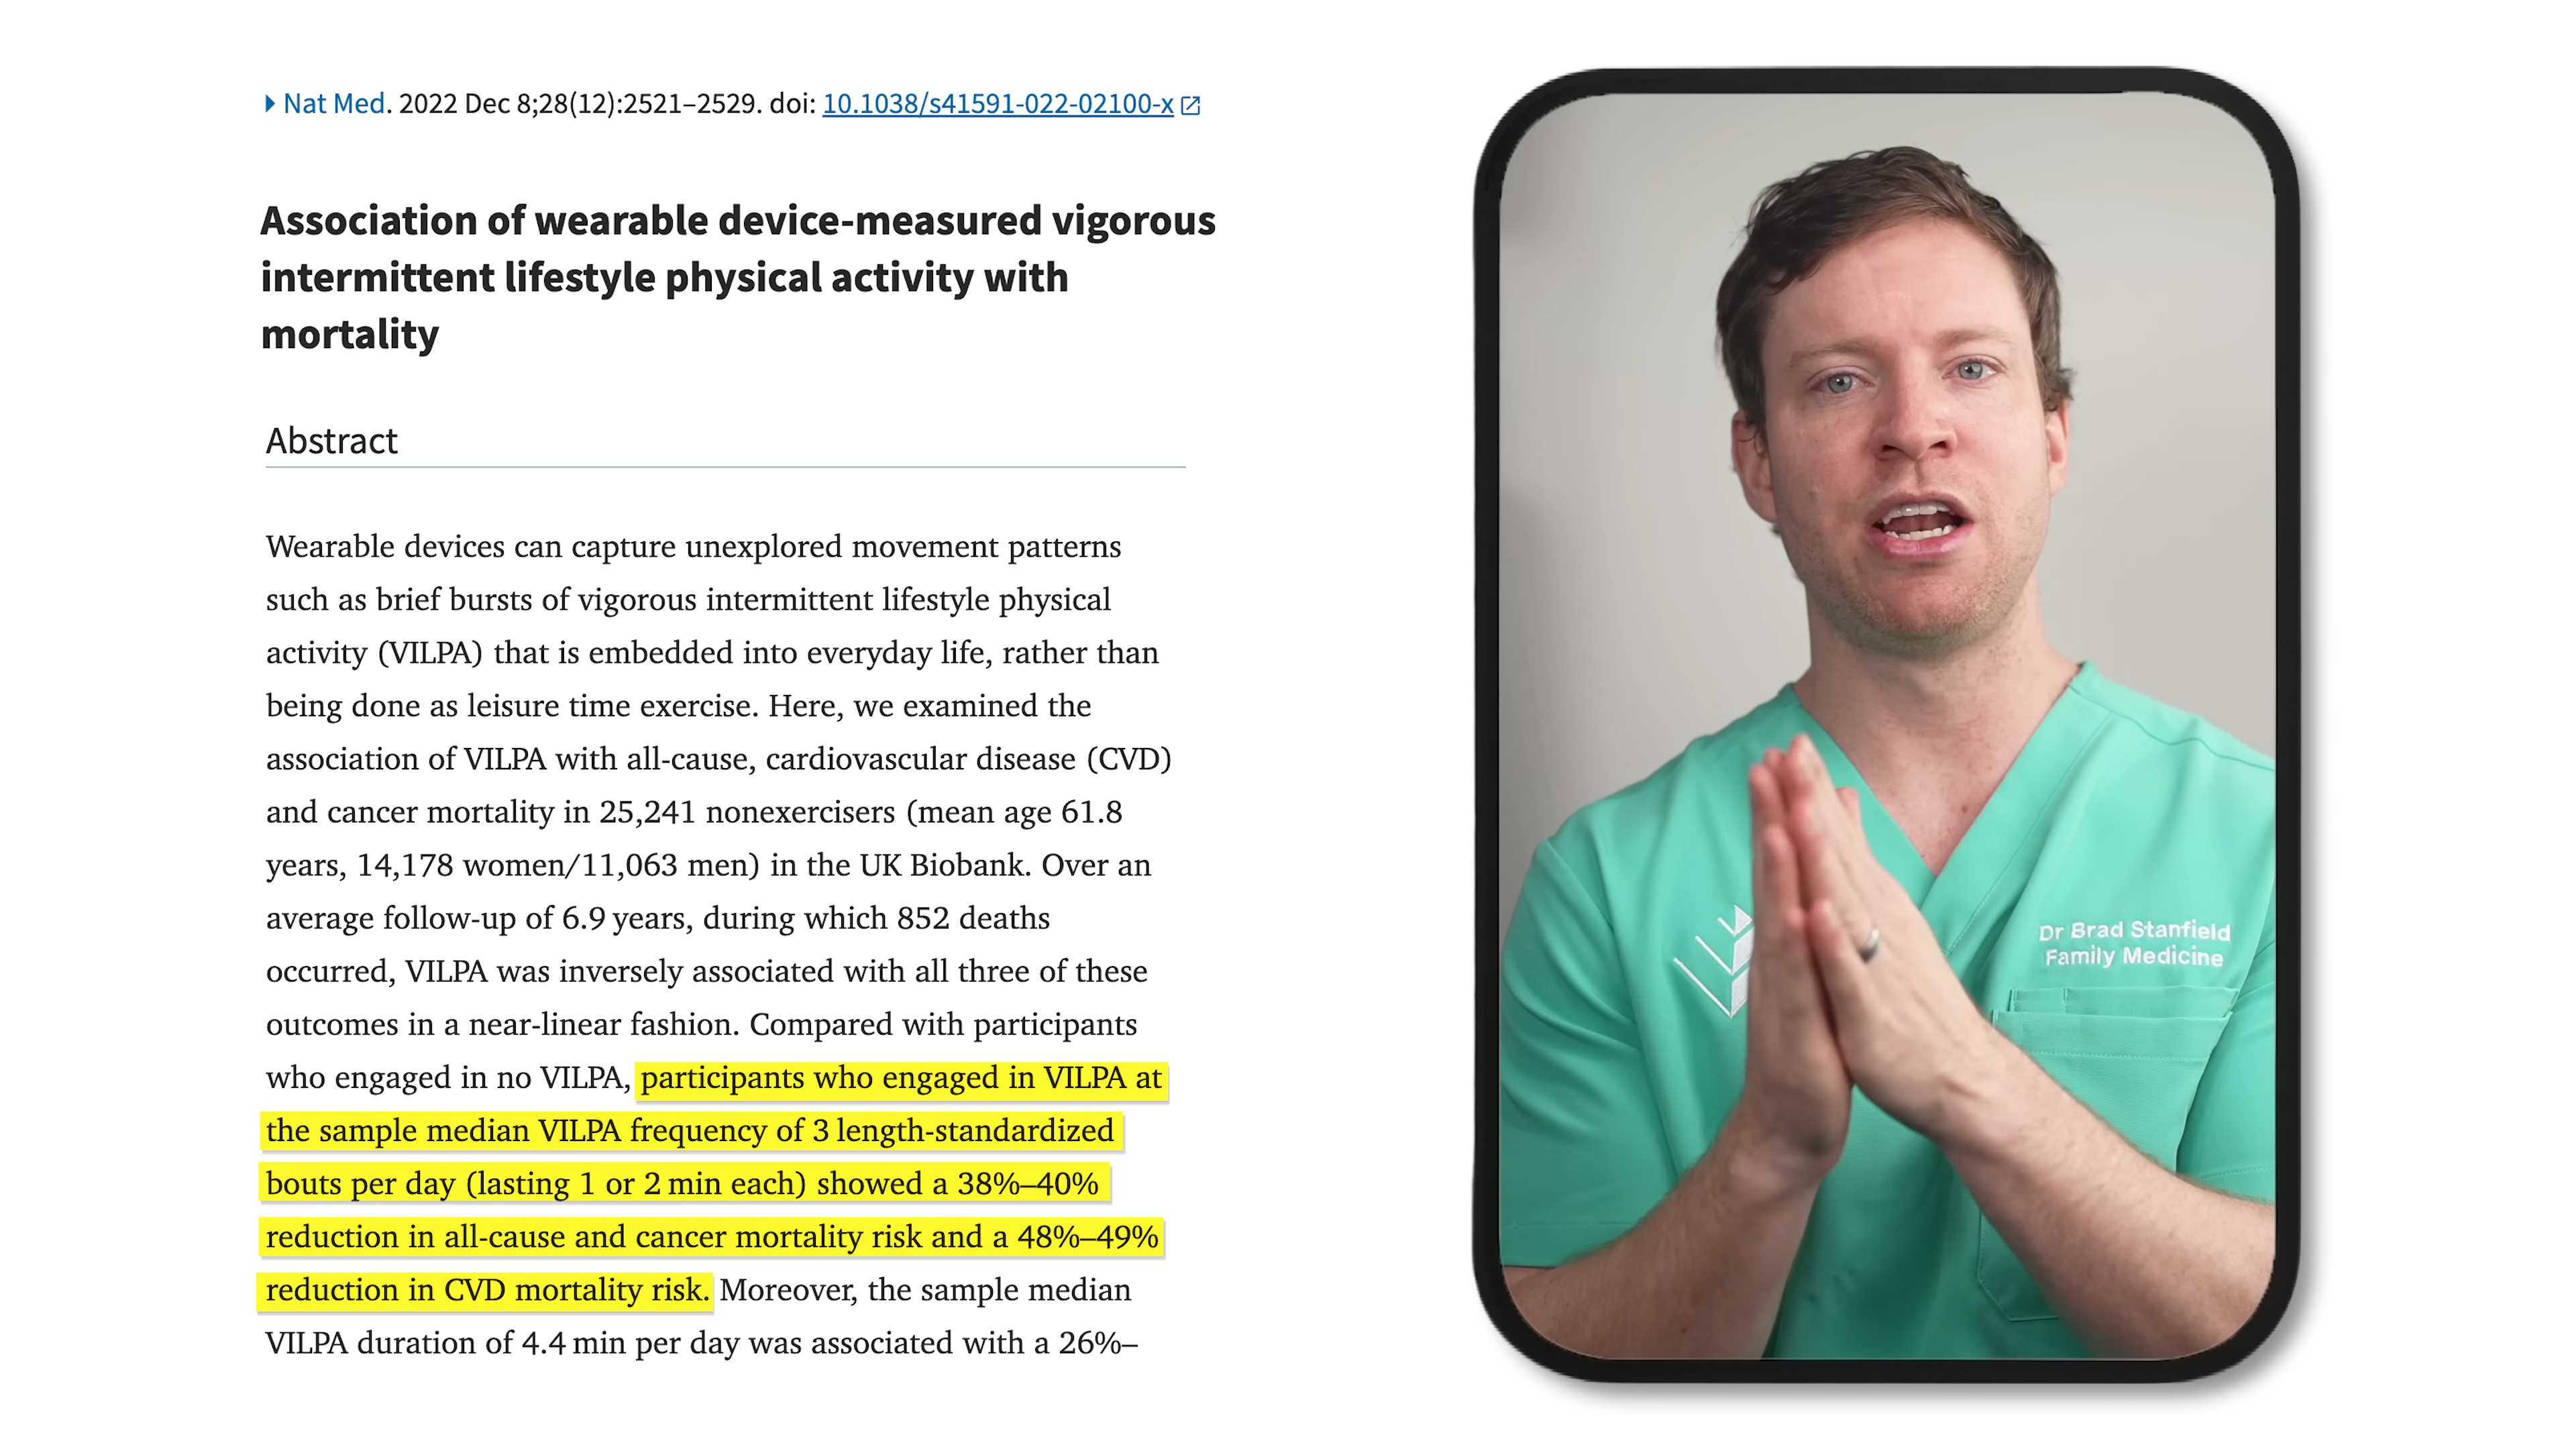 Nat Med. 2022 Dec 8;28(12):2521–2529. doi: 10.1038/s41591-022-02100-x
Association of wearable device-measured vigorous
intermittent lifestyle physical activity with
mortality
Abstract
Wearable devices can capture unexplored movement patterns
such as brief bursts of vigorous intermittent lifestyle physical
activity (VILPA) that is embedded into everyday life, rather than
being done as leisure time exercise. Here, we examined the
association of VILPA with all-cause, cardiovascular disease (CVD)
and cancer mortality in 25,241 nonexercisers (mean age 61.8
years, 14,178 women/11,063 men) in the UK Biobank. Over an
average follow-up of 6.9 years, during which 852 deaths
occurred, VILPA was inversely associated with all three of these
outcomes in a near-linear fashion. Compared with participants
who engaged in no VILPA, participants who engaged in VILPA at
the sample median VILPA frequency of 3 length-standardized
bouts per day (lasting 1 or 2 min each) showed a 38%–40%
reduction in all-cause and cancer mortality risk and a 48%–49%
reduction in CVD mortality risk. Moreover, the sample median
VILPA duration of 4.4 min per day was associated with a 26%–
Dr Brad Stanfield
Family Medicine